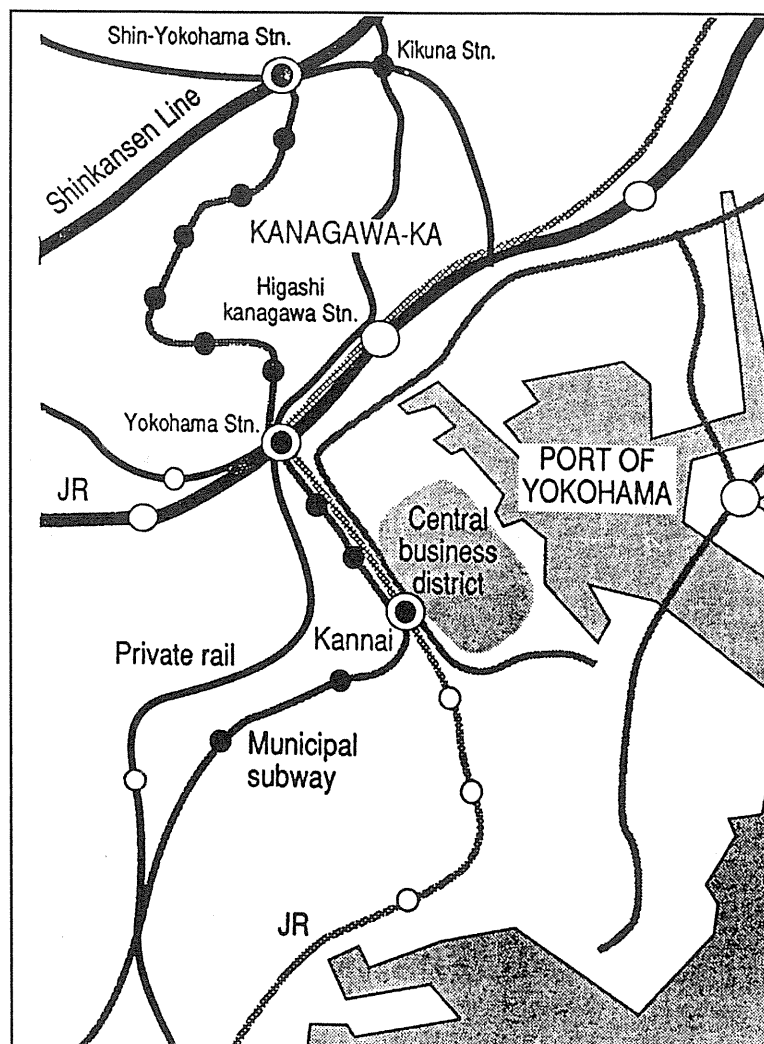 Shin-Yokohama Stn.
Kikuna Stn.
Shinkansen Line
KANAGAWA-KA
Higashi
kanagawa Stn.
Yokohama Stn.
JR
PORT OF
YOKOHAMA
Central
business
district
Private rail
Kannai
Municipal
subway
JR